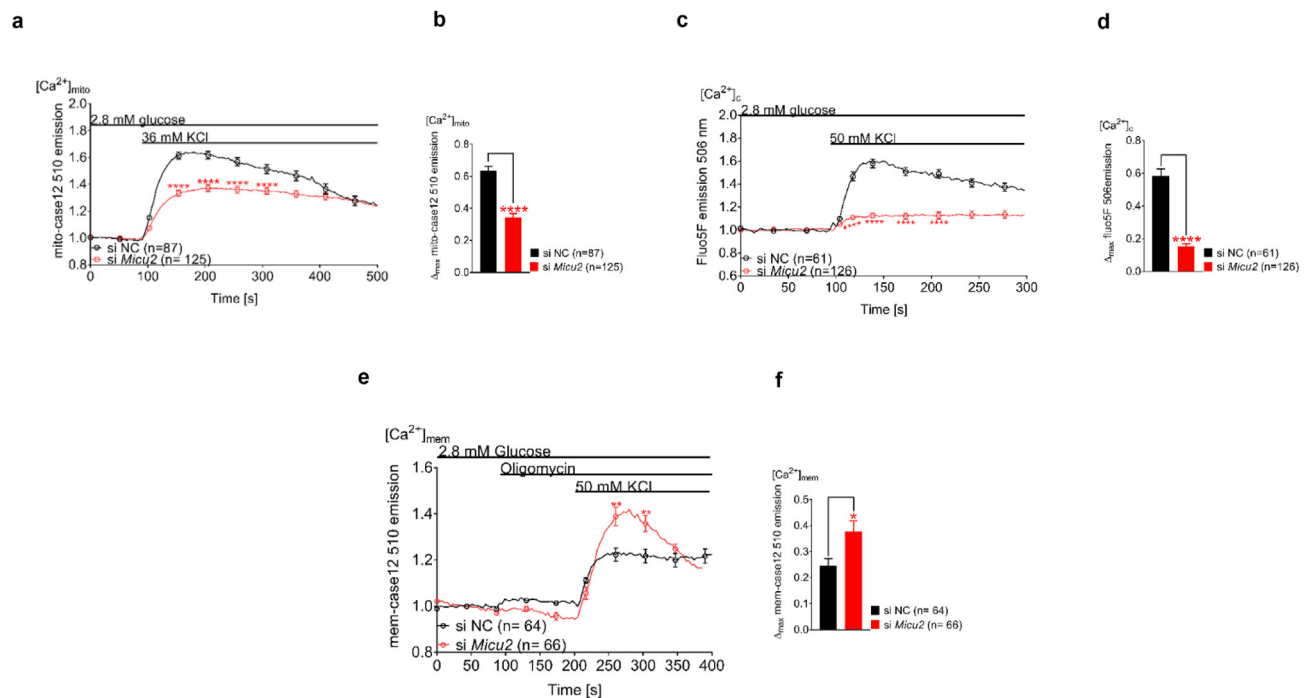 a
[Ca2+]mito
mito-case12 510 emission
2.0
1.8
1.6
1.4
1.2
1.0
0.8
2.8 mM glucose
36 mM KCl
**** **** **** ****
si NC (n=87)
si Micu2 (n= 125)
0 100 200 300 400 500
Time [s]
b
[Ca2+]mito
Δmax mito-case12 510 emission
0.8
0.6
0.4
0.2
0.0
****
si NC (n=87)
si Micu2 (n=125)
c
[Ca2+]c
Fluo5F emission 506 nm
2.0
1.8
1.6
1.4
1.2
1.0
0.8
0.6
2.8 mM glucose
50 mM KCl
**** **** **** ****
si NC (n=61)
si Micu2 (n=126)
0 50 100 150 200 250 300
Time [s]
d
[Ca2+]c
Δmax fluo5F 506emission
0.8
0.6
0.4
0.2
0.0
****
si NC (n=61)
si Micu2 (n=126)
e
[Ca2+]mem
mem-case12 510 emission
1.6
1.4
1.2
1.0
0.8
2.8 mM Glucose
Oligomycin
50 mM KCl
** **
si NC (n= 64)
si Micu2 (n= 66)
0 50 100 150 200 250 300 350 400
Time [s]
f
[Ca2+]mem
Δmax mem-case12 510 emission
0.5
0.4
0.3
0.2
0.1
0.0
*
si NC (n= 64)
si Micu2 (n= 66)